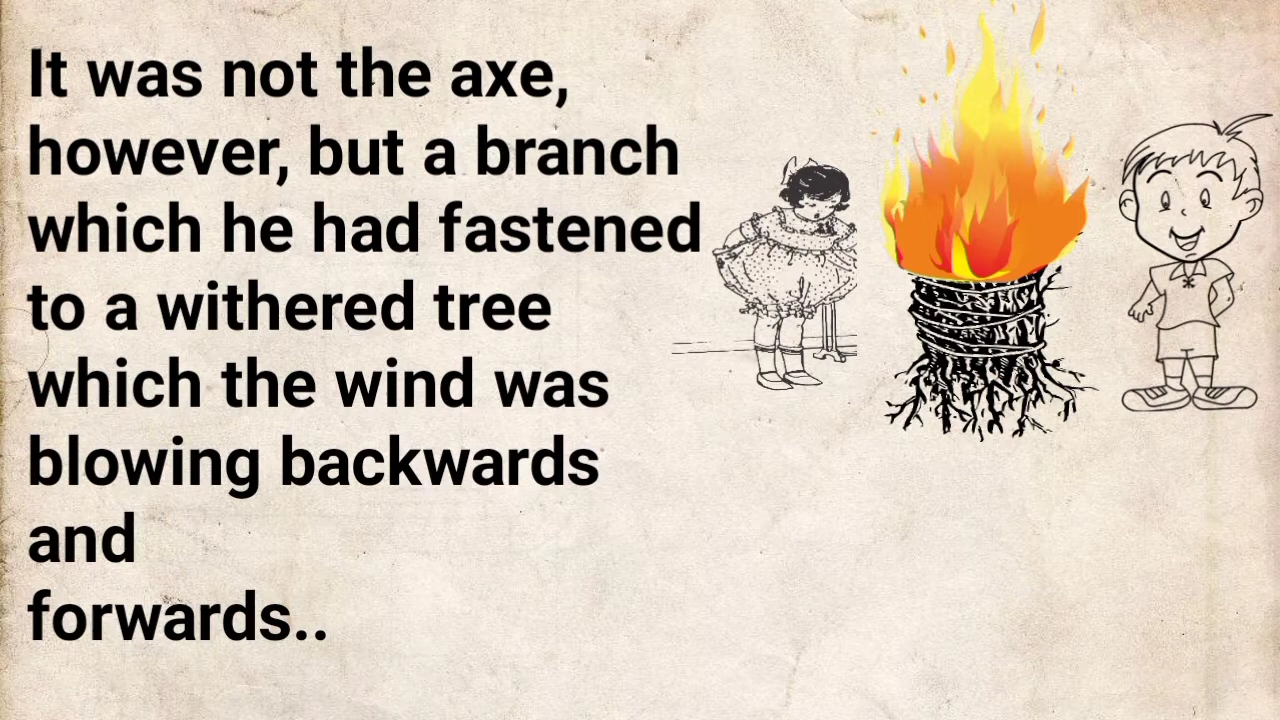 It was not the axe,
however, but a branch
which he had fastened
to a withered tree
which the wind was
blowing backwards
and
forwards..